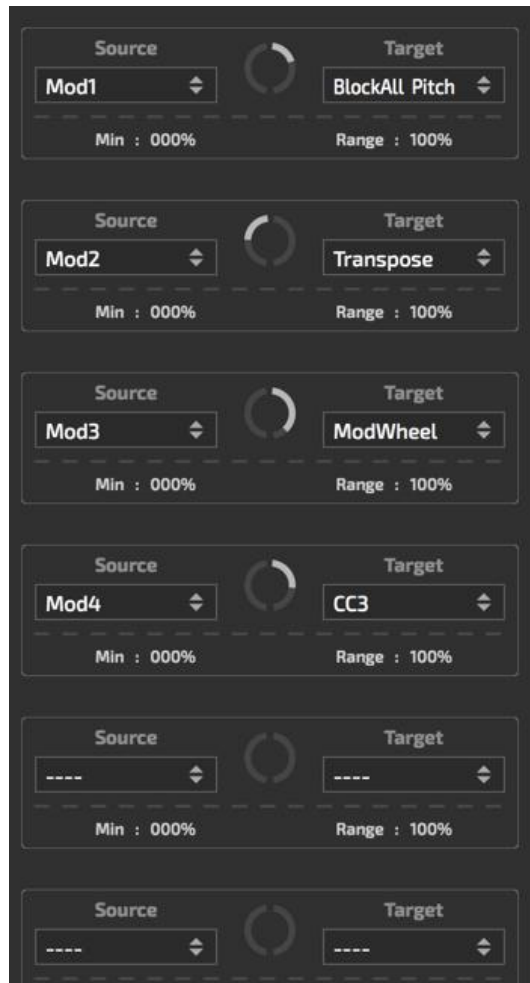 Source Target
Mod1 BlockAll Pitch
Min : 000% Range : 100%
Source Target
Mod2 Transpose
Min : 000% Range : 100%
Source Target
Mod3 ModWheel
Min : 000% Range : 100%
Source Target
Mod4 CC3
Min : 000% Range : 100%
Source Target
---- ----
Min : 000% Range : 100%
Source Target
---- ----